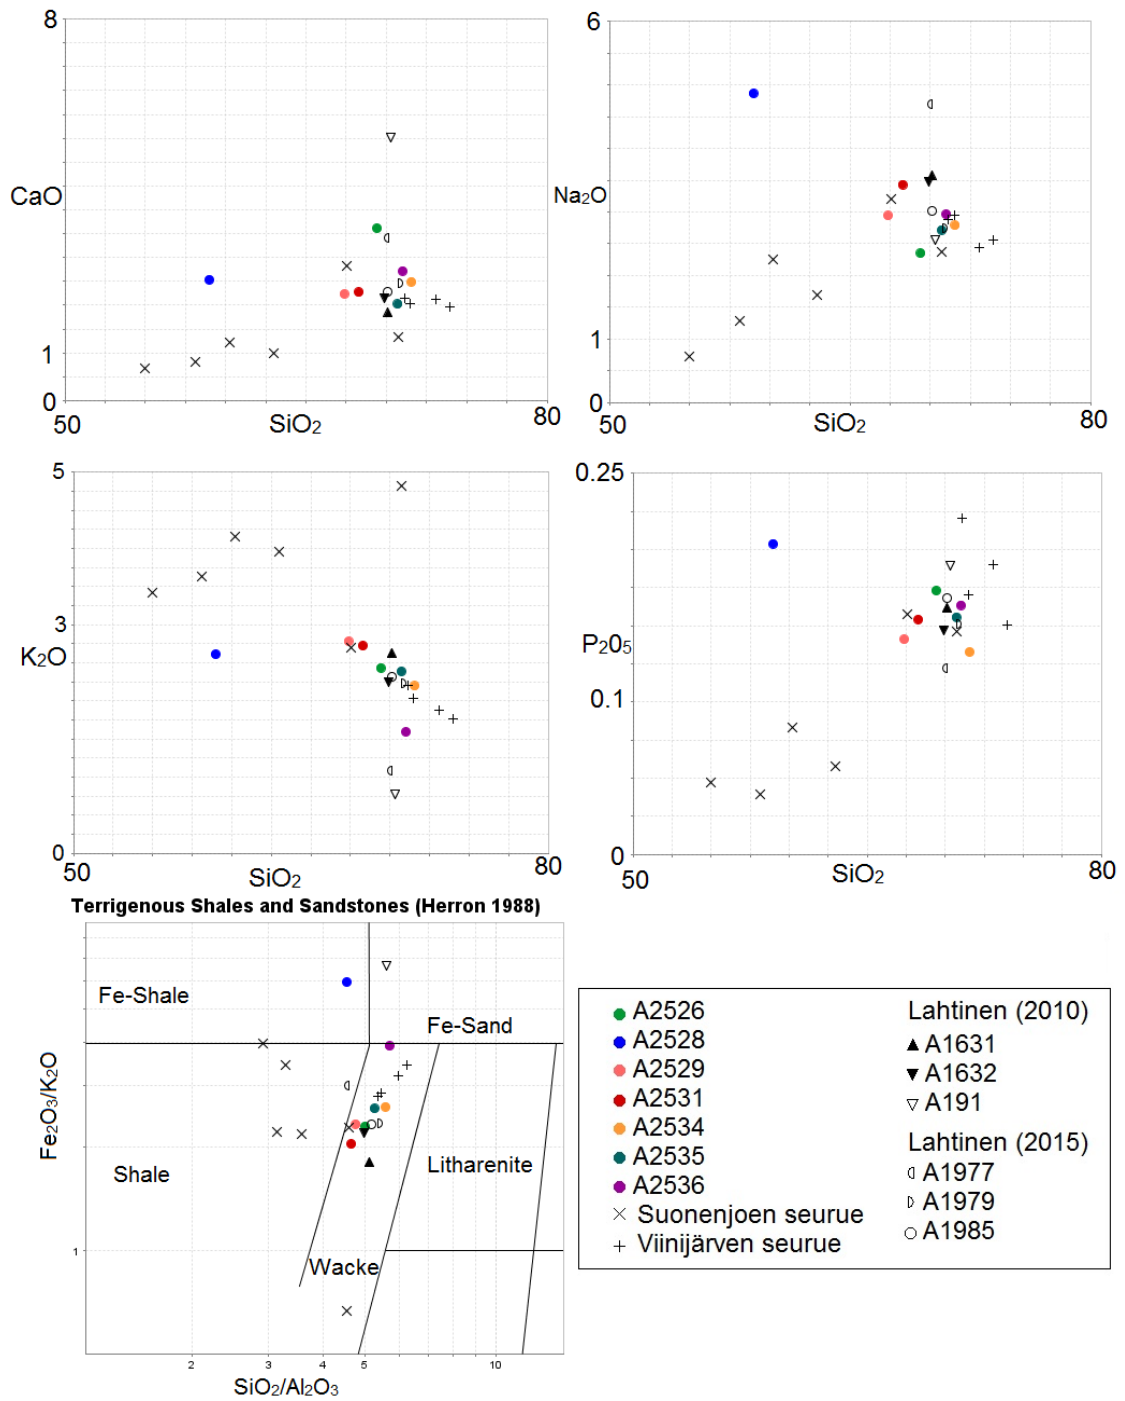 8
CaO
1
0
50
SiO₂
80
6
Na₂O
1
0
50
SiO₂
80
5
3
K₂O
0
50
SiO₂
80
0.25
P₂0₅
0.1
0
50
SiO₂
80
Terrigenous Shales and Sandstones (Herron 1988)
Fe-Shale
Fe-Sand
Fe₂O₃/K₂O
Shale
Litharenite
1
Wacke
2 3 4 5 10
SiO₂/Al₂O₃
A2526
A2528
A2529
A2531
A2534
A2535
A2536
Suonenjoen seurue
Viinijärven seurue
Lahtinen (2010)
A1631
A1632
A191
Lahtinen (2015)
A1977
A1979
A1985